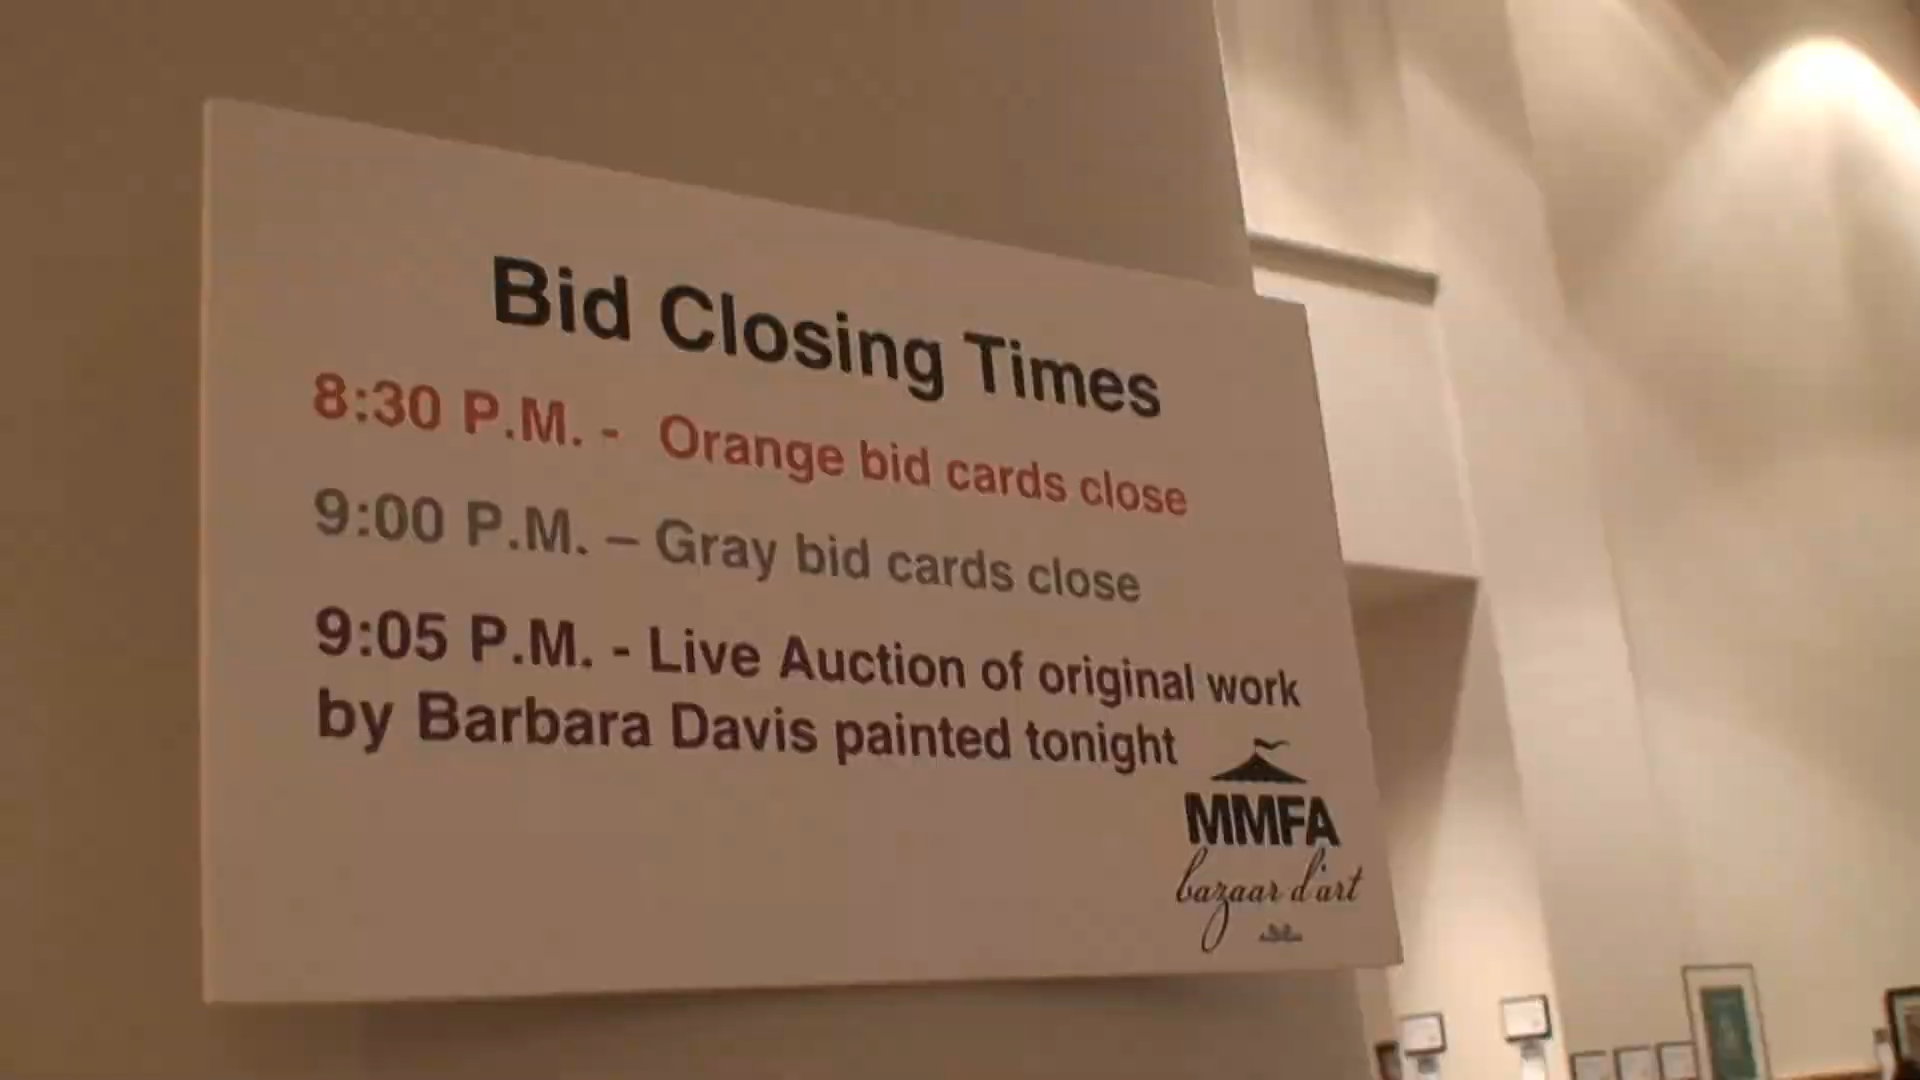 Bid Closing Times
8:30 P.M. - Orange bid cards close
9:00 P.M. – Gray bid cards close
9:05 P.M. - Live Auction of original work
by Barbara Davis painted tonight
MMFA
bazaar d'art